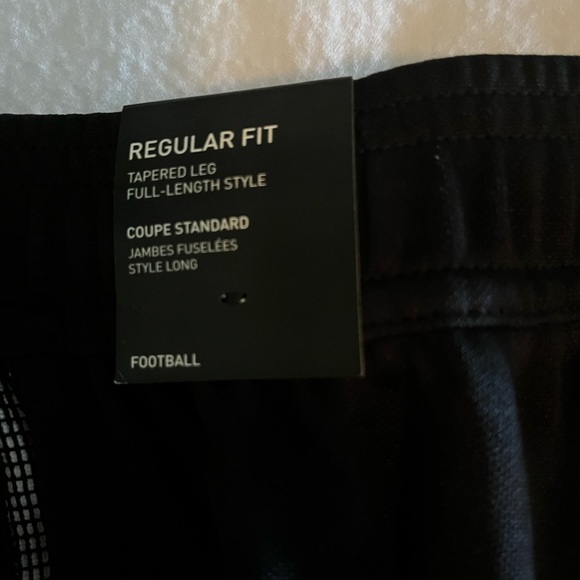 REGULAR FIT
TAPERED LEG
FULL-LENGTH STYLE
COUPE STANDARD
JAMBES FUSELÉES
STYLE LONG
FOOTBALL